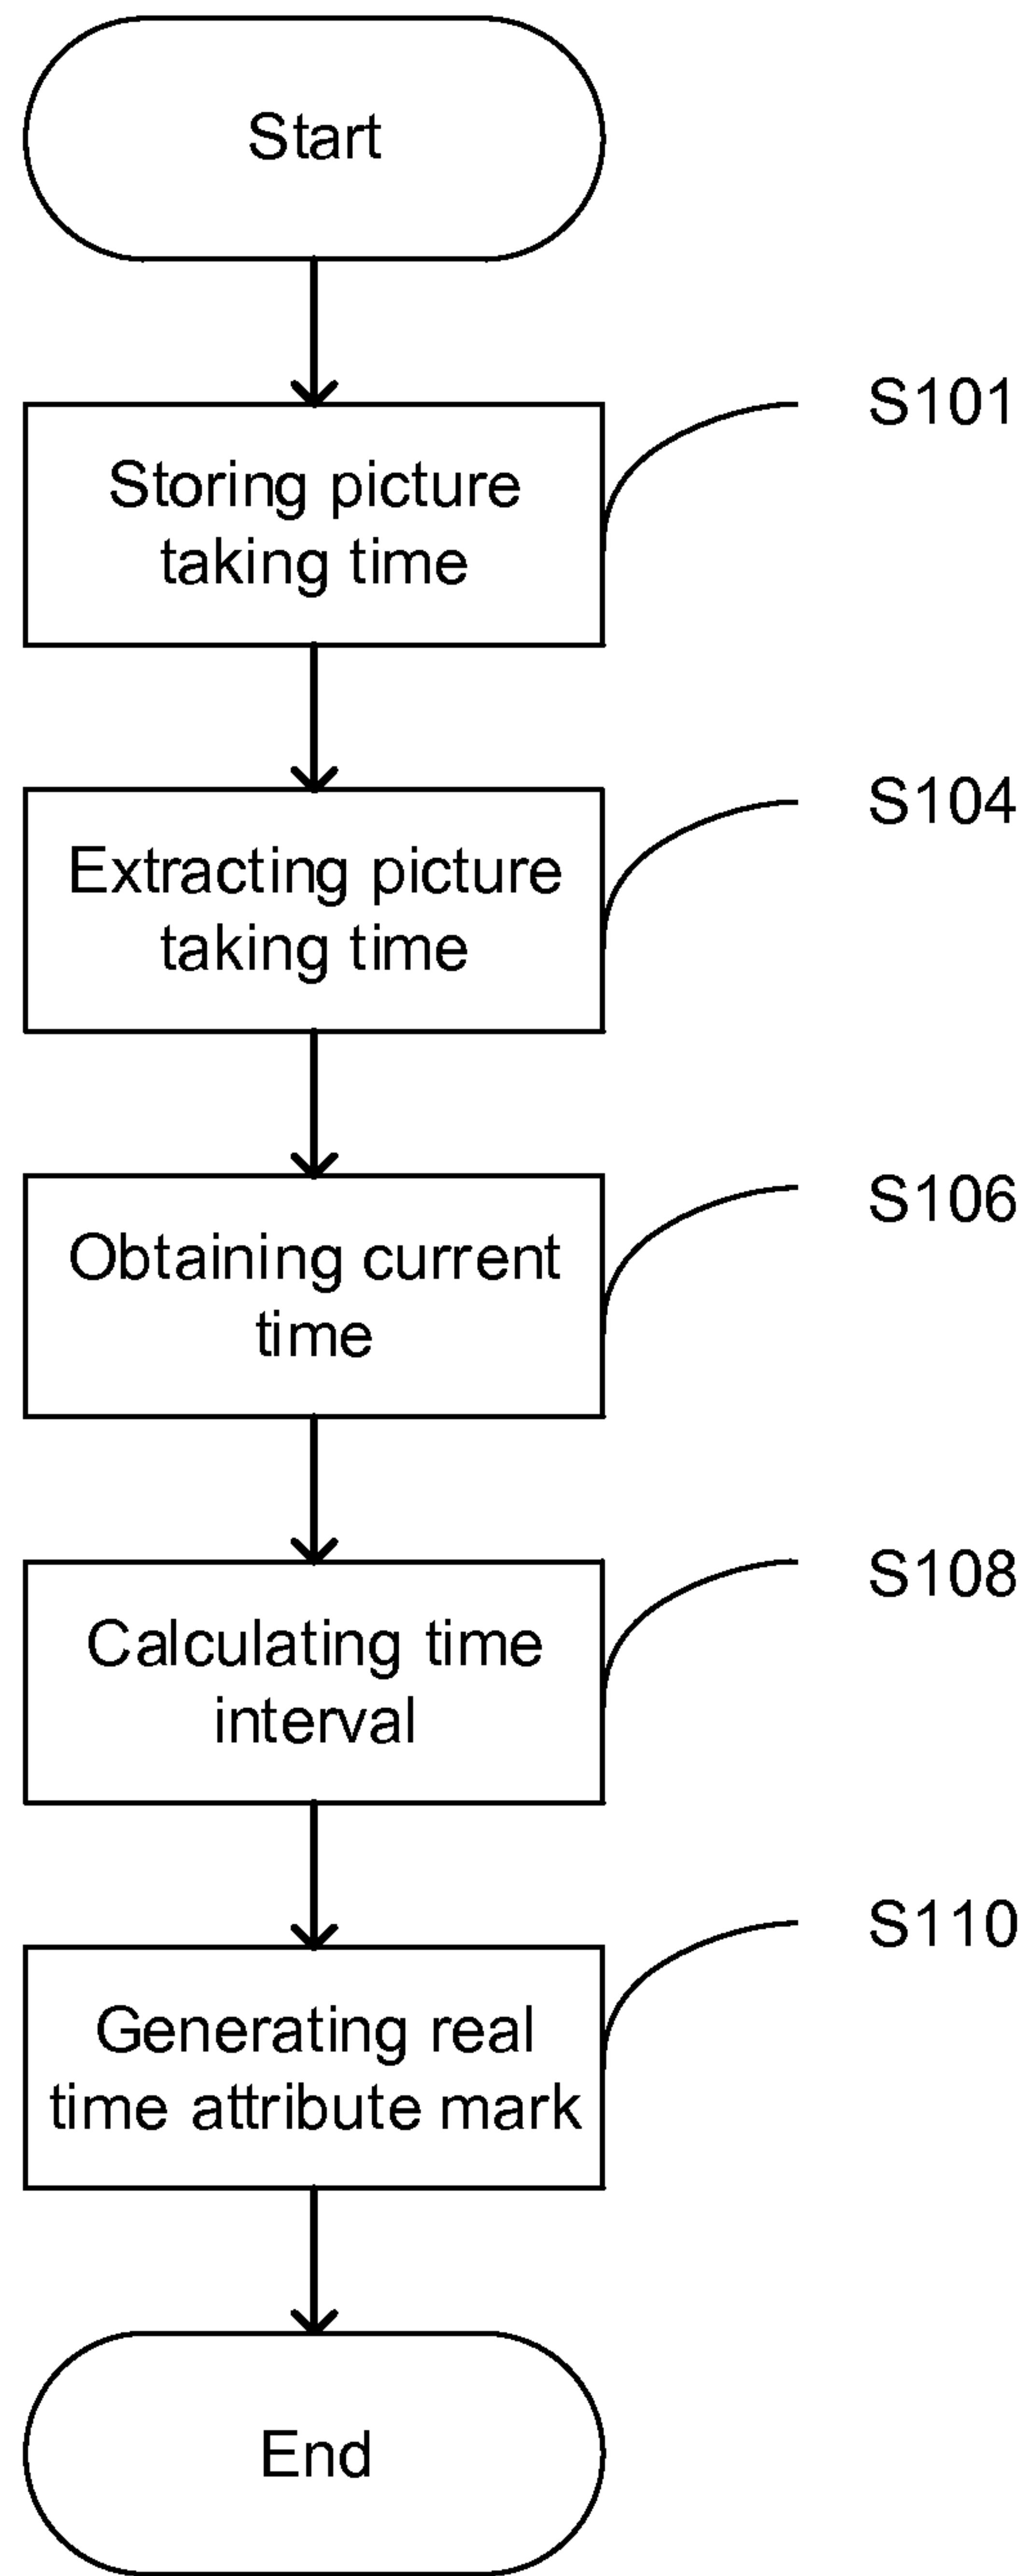 Start
S101
Storing picture
taking time
S104
Extracting picture
taking time
S106
Obtaining current
time
S108
Calculating time
interval
S110
Generating real
time attribute mark
End